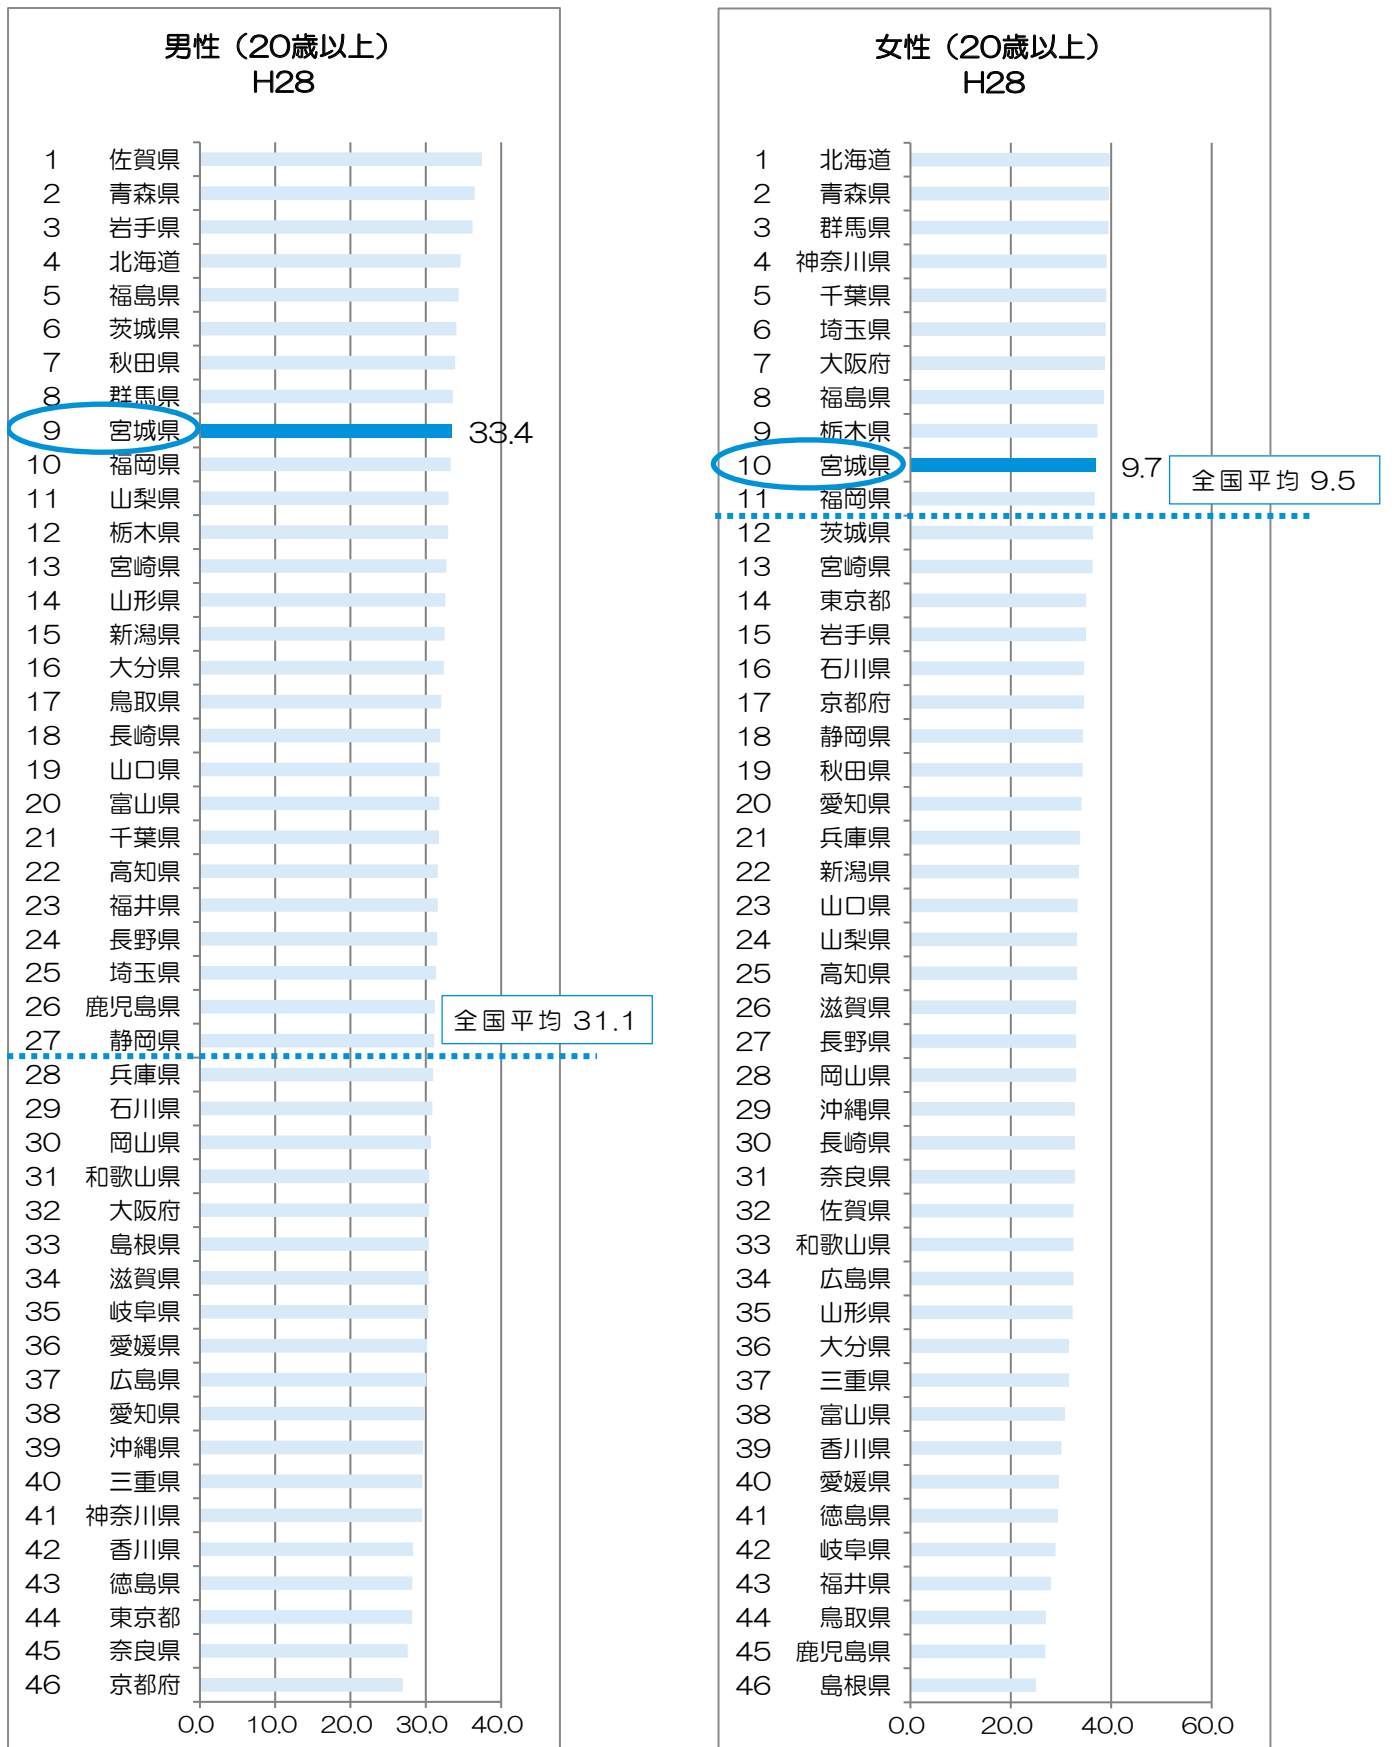 男性（20歳以上）
H28
1 佐賀県
2 青森県
3 岩手県
4 北海道
5 福島県
6 茨城県
7 秋田県
8 群馬県
9 宮城県 33.4
10 福岡県
11 山梨県
12 栃木県
13 宮崎県
14 山形県
15 新潟県
16 大分県
17 鳥取県
18 長崎県
19 山口県
20 富山県
21 千葉県
22 高知県
23 福井県
24 長野県
25 埼玉県
26 鹿児島県
全国平均 31.1
27 静岡県
28 兵庫県
29 石川県
30 岡山県
31 和歌山県
32 大阪府
33 島根県
34 滋賀県
35 岐阜県
36 愛媛県
37 広島県
38 愛知県
39 沖縄県
40 三重県
41 神奈川県
42 香川県
43 徳島県
44 東京都
45 奈良県
46 京都府
0.0 10.0 20.0 30.0 40.0
女性（20歳以上）
H28
1 北海道
2 青森県
3 群馬県
4 神奈川県
5 千葉県
6 埼玉県
7 大阪府
8 福島県
9 栃木県
10 宮城県 9.7
全国平均 9.5
11 福岡県
12 茨城県
13 宮崎県
14 東京都
15 岩手県
16 石川県
17 京都府
18 静岡県
19 秋田県
20 愛知県
21 兵庫県
22 新潟県
23 山口県
24 山梨県
25 高知県
26 滋賀県
27 長野県
28 岡山県
29 沖縄県
30 長崎県
31 奈良県
32 佐賀県
33 和歌山県
34 広島県
35 山形県
36 大分県
37 三重県
38 富山県
39 香川県
40 愛媛県
41 徳島県
42 岐阜県
43 福井県
44 鳥取県
45 鹿児島県
46 島根県
0.0 20.0 40.0 60.0